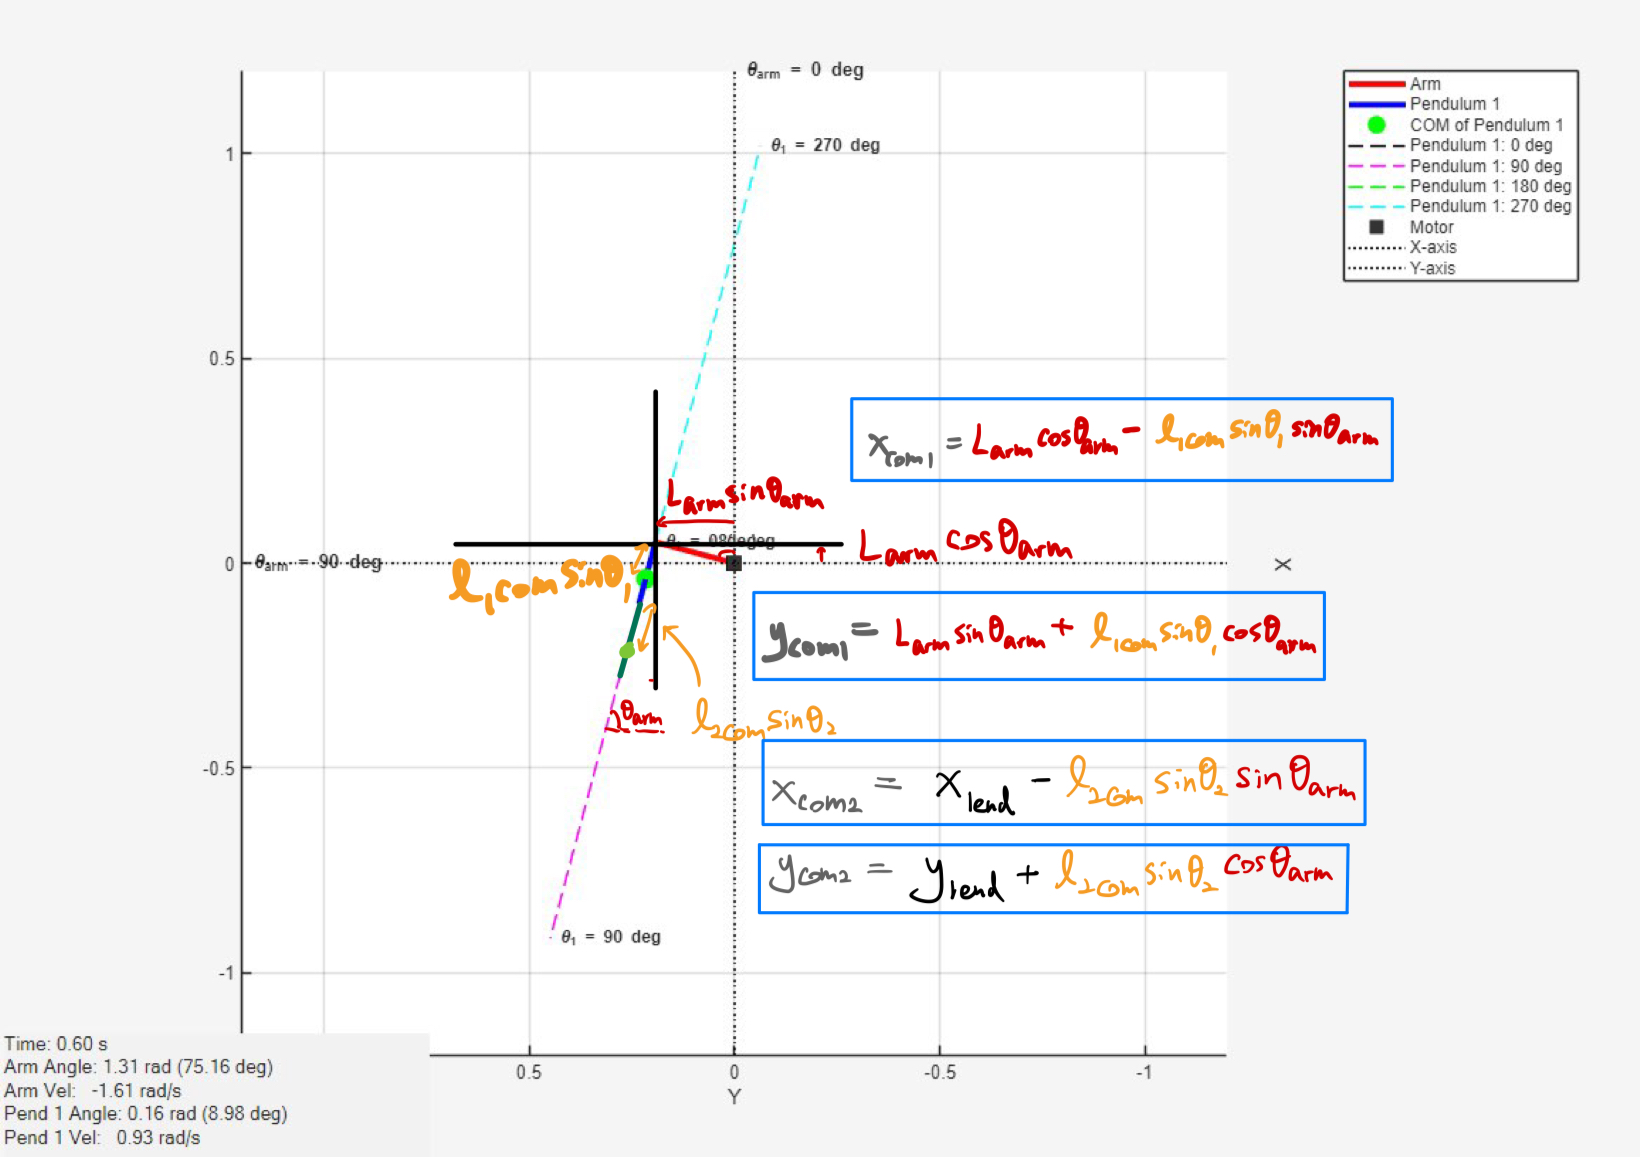 θarm = 0 deg
θ1 = 270 deg
Arm
Pendulum 1
COM of Pendulum 1
Pendulum 1: 0 deg
Pendulum 1: 90 deg
Pendulum 1: 180 deg
Pendulum 1: 270 deg
Motor
X-axis
Y-axis
1
0.5
0
-0.5
-1
xcom1 = Larm cosθarm - l1com sinθ1 sinθarm
Larm sinθarm
Larm cosθarm
θarm = 90 deg
X
l1com sinθ1
ycom1 = Larm sinθarm + l1com sinθ1 cosθarm
θarm
l2com sinθ2
xcom2 = x1end - l2com sinθ2 sinθarm
ycom2 = y1end + l2com sinθ2 cosθarm
θ1 = 90 deg
0.5
0
-0.5
-1
Y
Time: 0.60 s
Arm Angle: 1.31 rad (75.16 deg)
Arm Vel: -1.61 rad/s
Pend 1 Angle: 0.16 rad (8.98 deg)
Pend 1 Vel: 0.93 rad/s